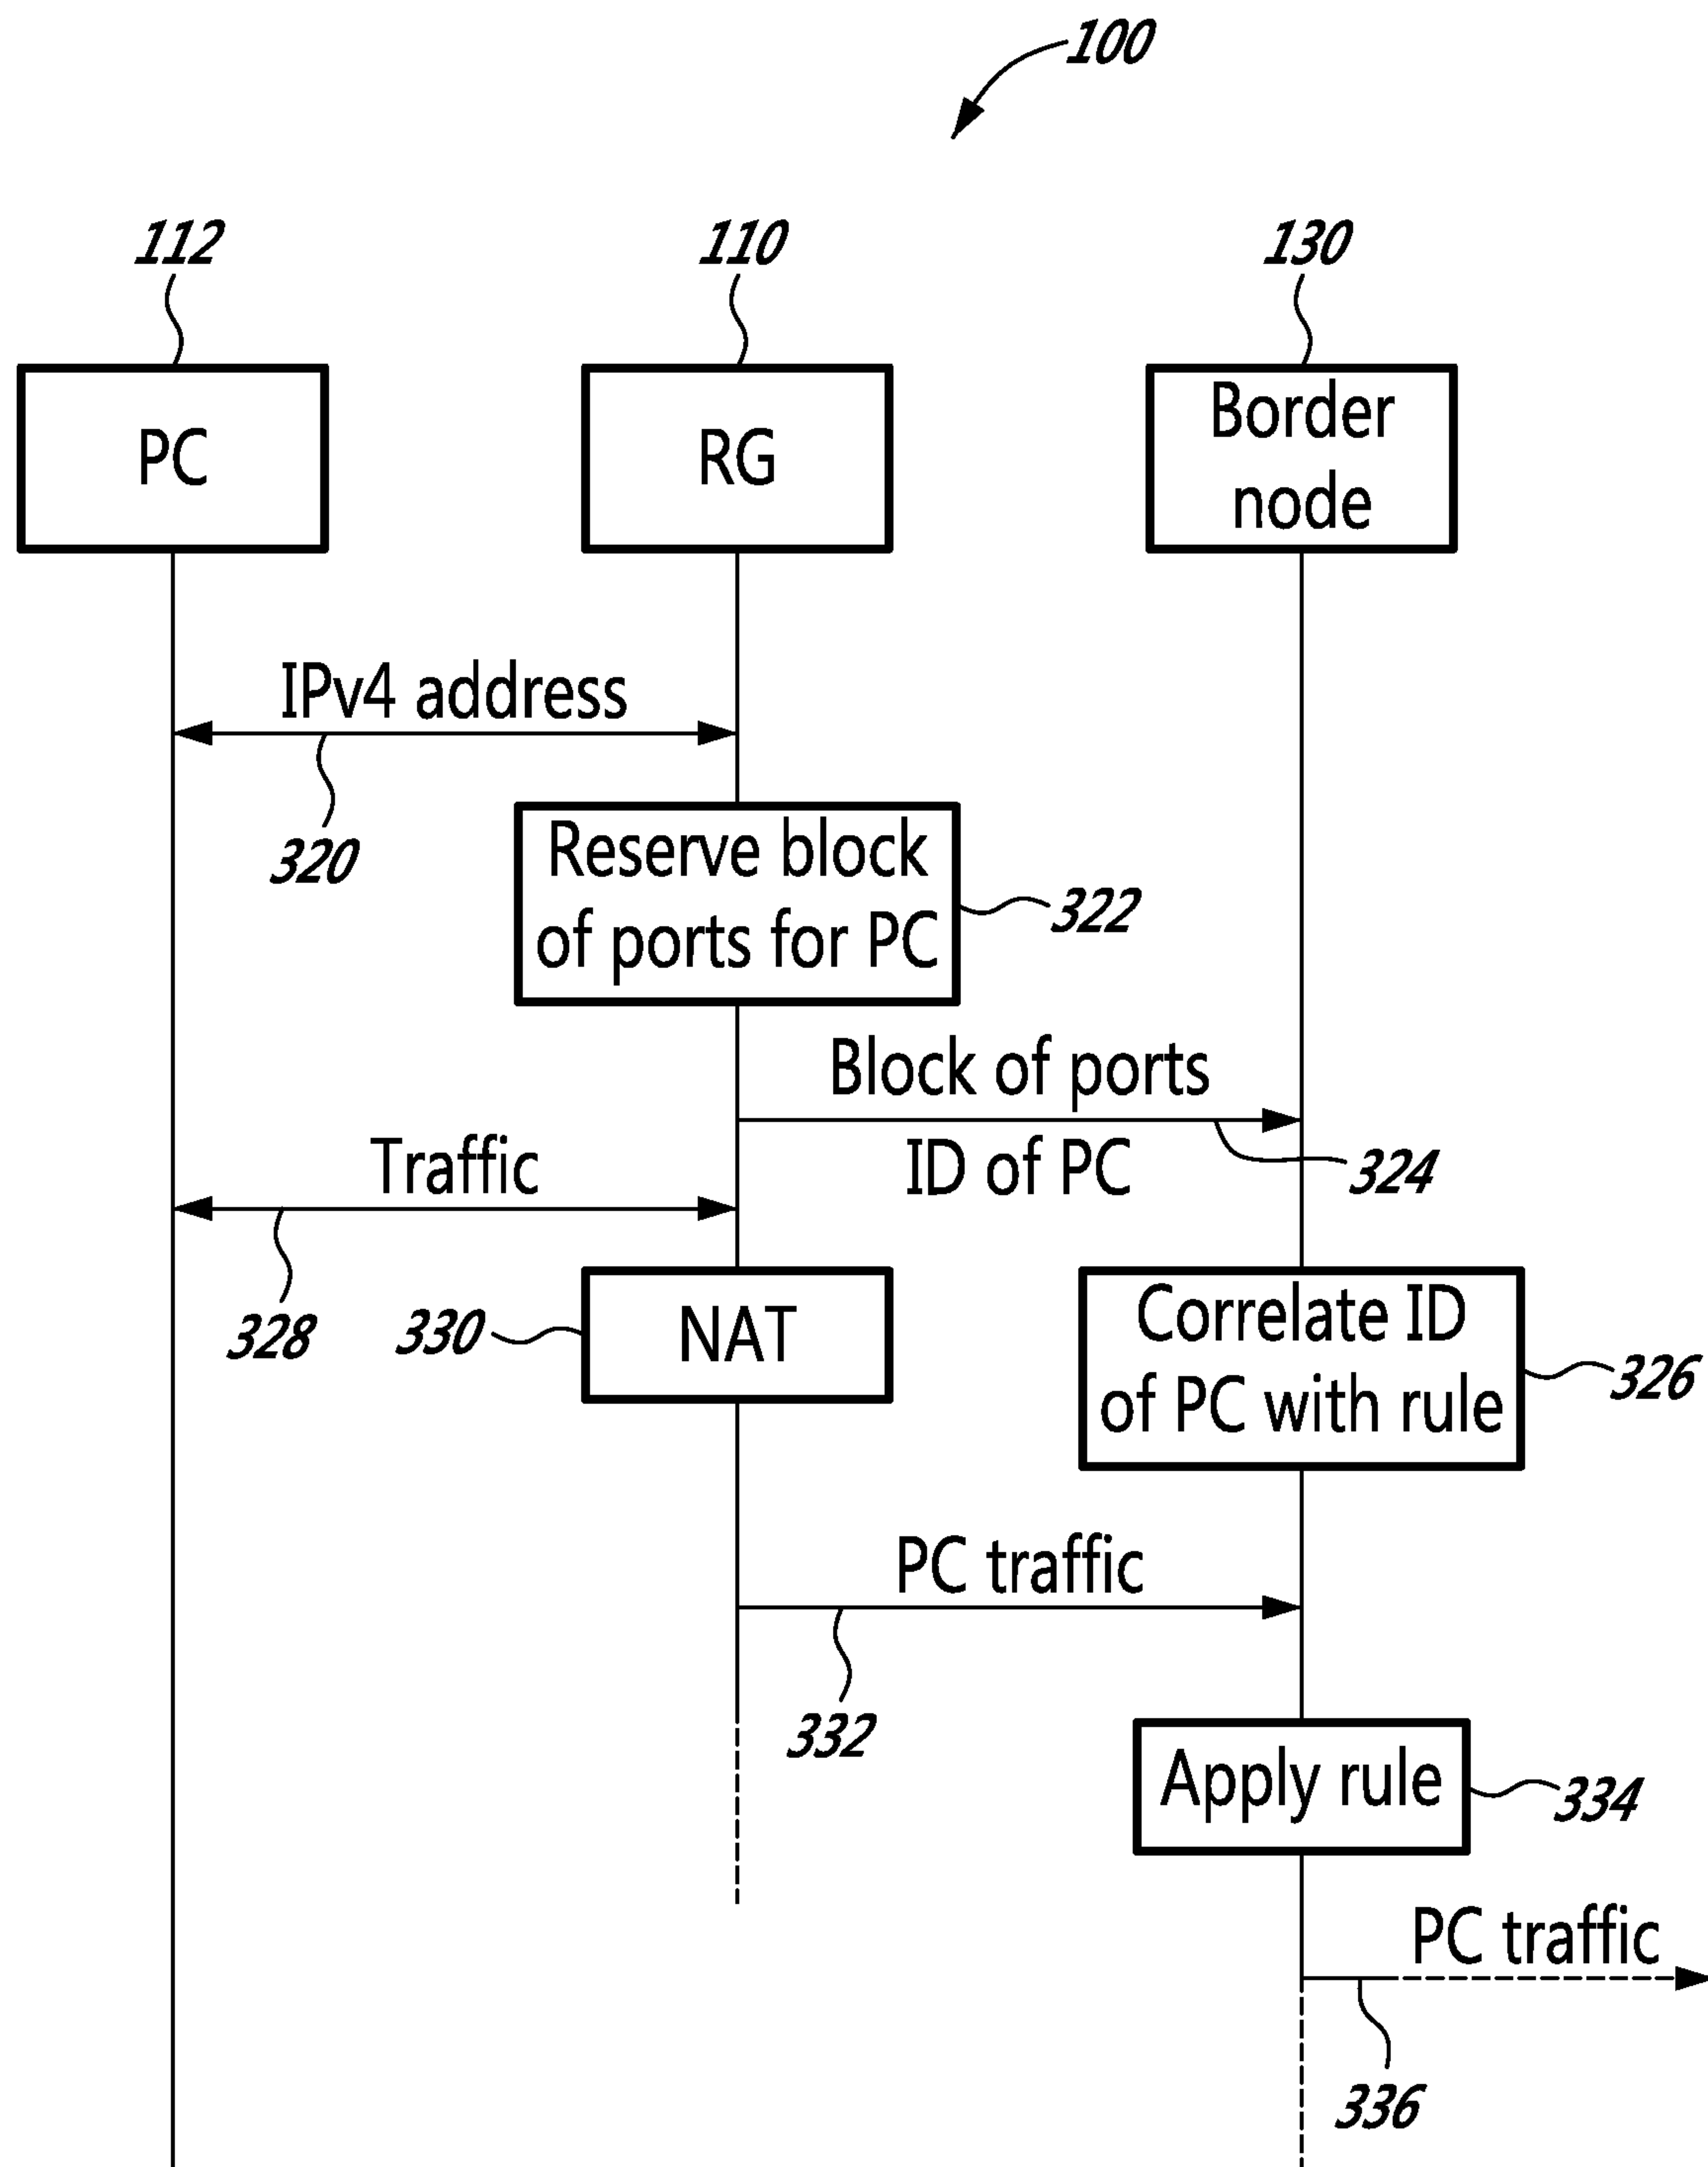 100
112
110
130
PC
RG
Border
node
IPv4 address
320
Reserve block
of ports for PC
322
Block of ports
ID of PC
324
Traffic
328
330
NAT
Correlate ID
of PC with rule
326
PC traffic
332
Apply rule
334
PC traffic
336